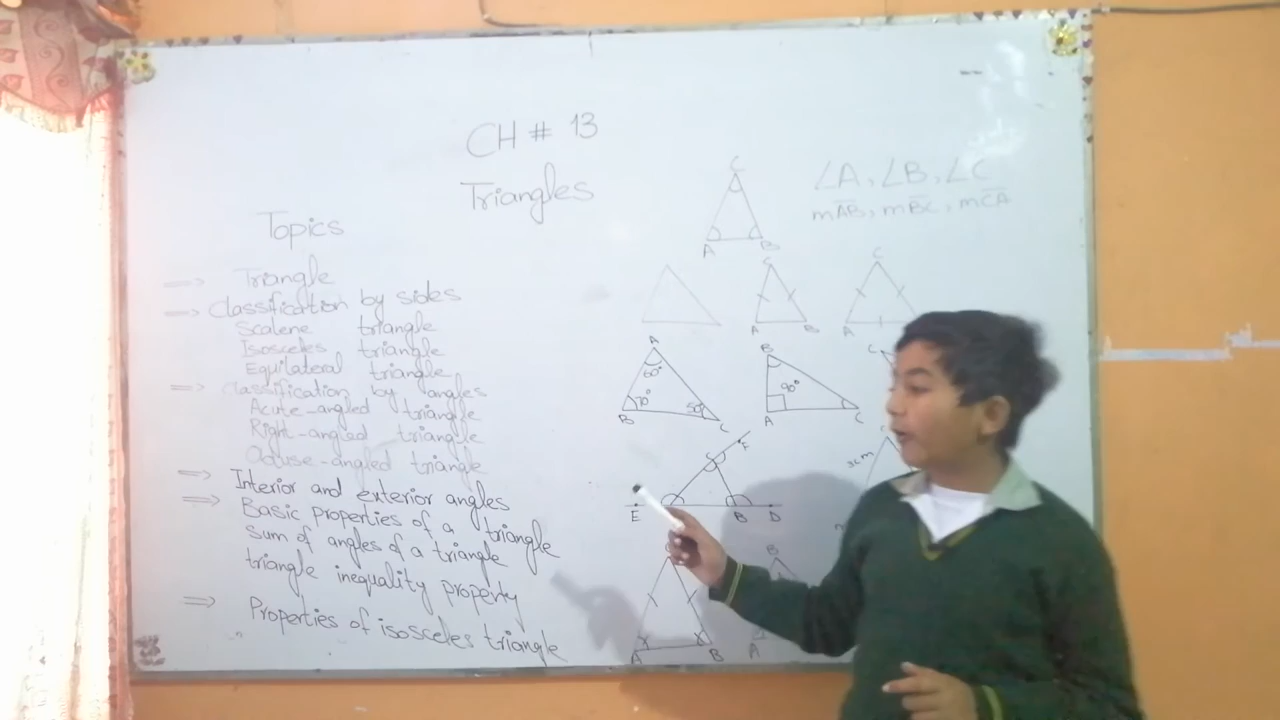 CH # 13
Triangles
Topics
⇒ Triangle
⇒ Classification by sides
Scalene triangle
Isosceles triangle
Equilateral triangle
⇒ Classification by angles
Acute-angled triangle
Right-angled triangle
Obtuse-angled triangle
⇒ Interior and exterior angles
⇒ Basic properties of a triangle
Sum of angles of a triangle
triangle inequality property
⇒ Properties of isosceles triangle
C
A B
∠A, ∠B, ∠C
mAB, mBC, mCA
C
A B
C
A
A
60°
70° 50°
B C
B
90°
A C
C
F
C
E B D
3cm
A B
B
A